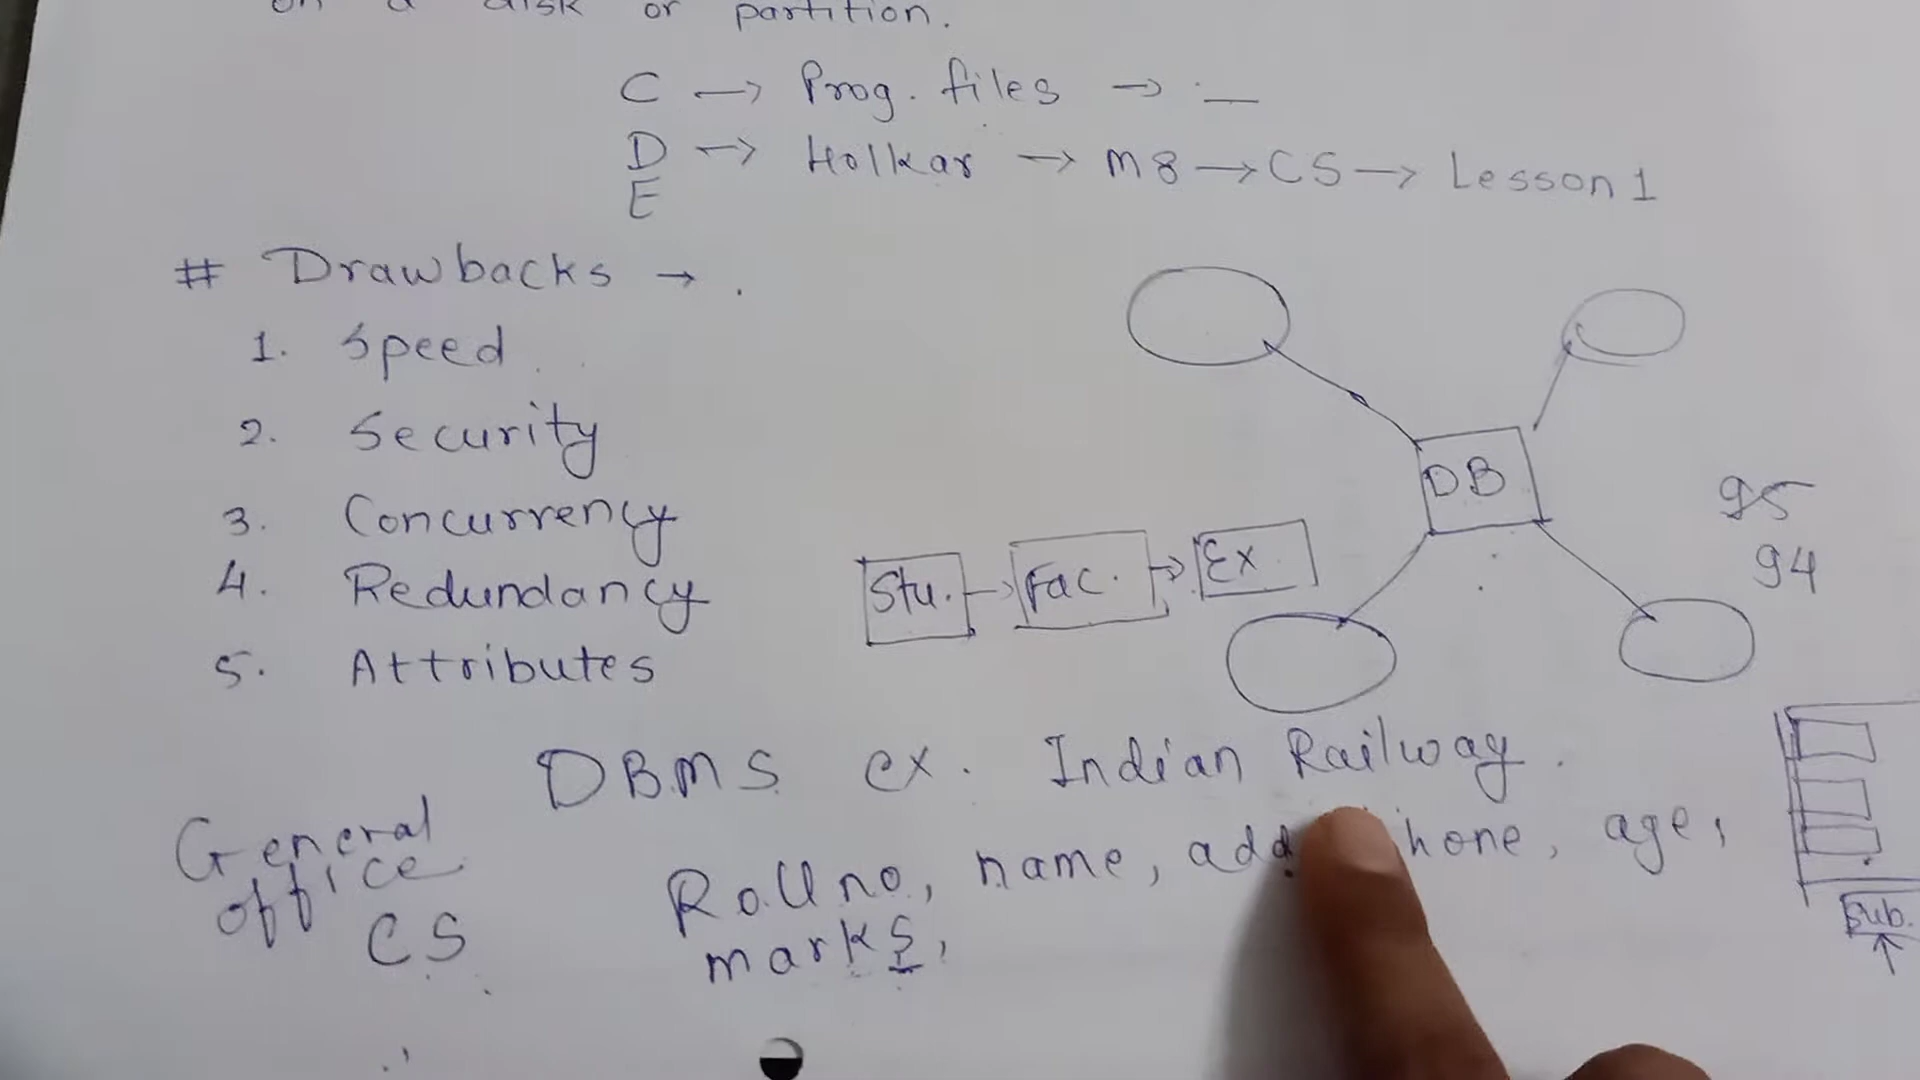 on a disk or partition.
C → Prog. files → —
D → Holkar → M8 → CS → Lesson 1
E
# Drawbacks →
1. Speed
2. Security
3. Concurrency
4. Redundancy
5. Attributes
DB
95
94
Stu. → Fac. → Ex.
DBMS ex. Indian Railway.
General
office
CS
Roll no, name, add hone, age,
marks,
Sub.